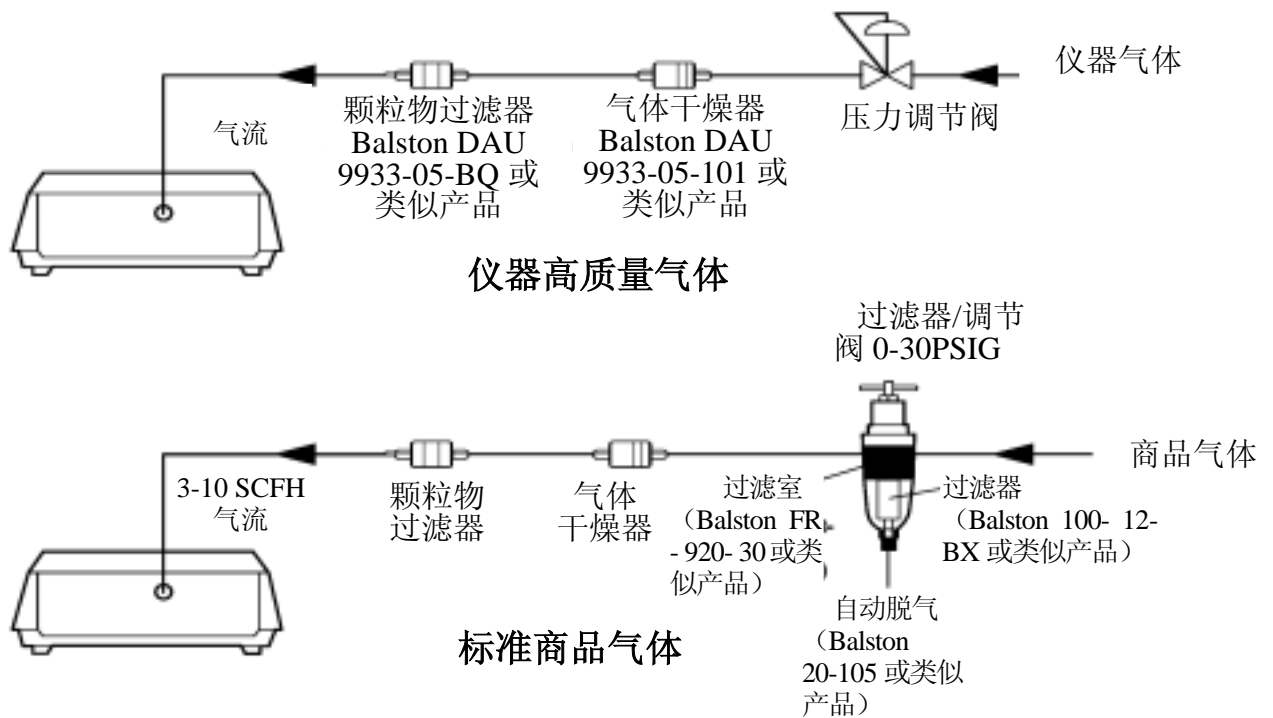 仪器气体
压力调节阀
气体干燥器
Balston DAU
9933-05-101 或
类似产品
颗粒物过滤器
Balston DAU
9933-05-BQ 或
类似产品
气流
仪器高质量气体
过滤器/调节
阀 0-30PSIG
商品气体
过滤器
（Balston 100- 12-
BX 或类似产品）
过滤室
（Balston FR
- 920- 30 或类
似产品）
自动脱气
（Balston
20-105 或类似
产品）
气体
干燥器
颗粒物
过滤器
3-10 SCFH
气流
标准商品气体